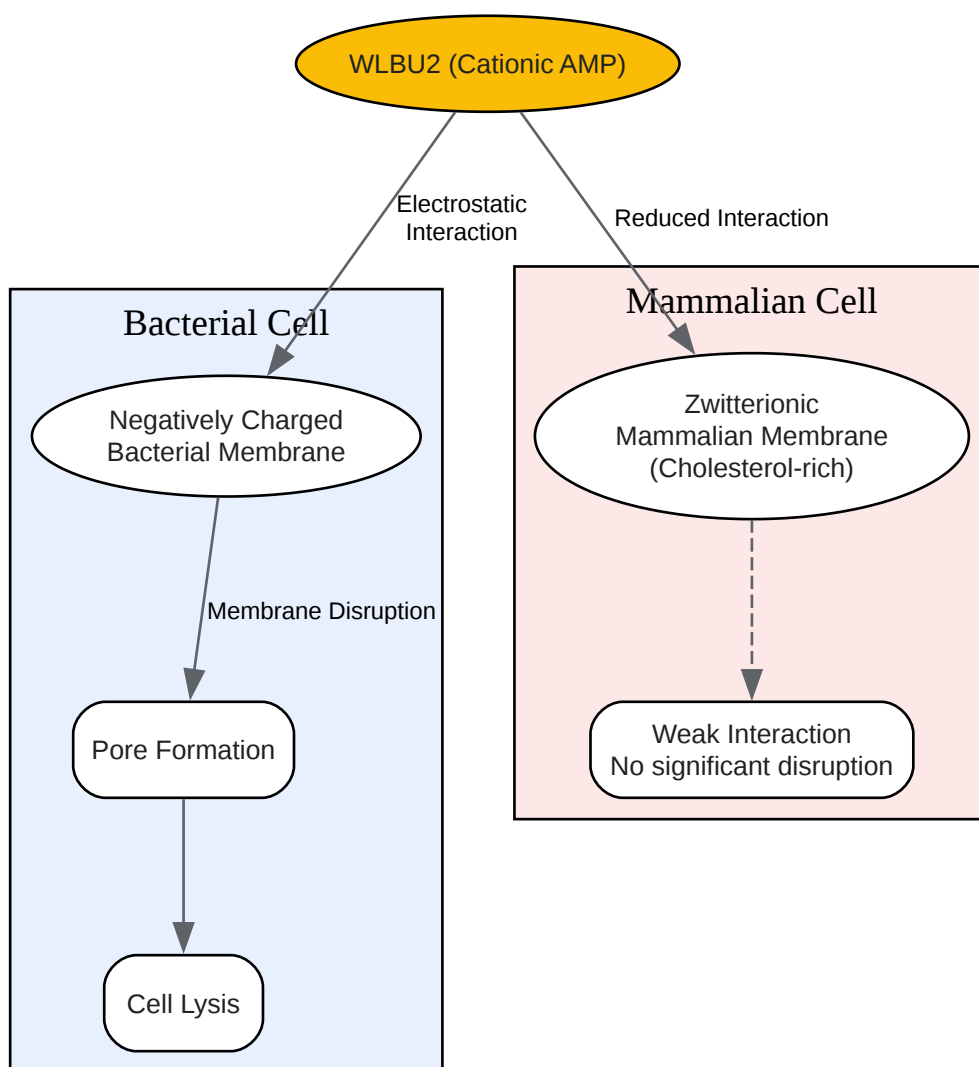 WLBU2 (Cationic AMP)
Electrostatic
Interaction
Reduced Interaction
Bacterial Cell
Negatively Charged
Bacterial Membrane
Membrane Disruption
Pore Formation
Cell Lysis
Mammalian Cell
Zwitterionic
Mammalian Membrane
(Cholesterol-rich)
Weak Interaction
No significant disruption